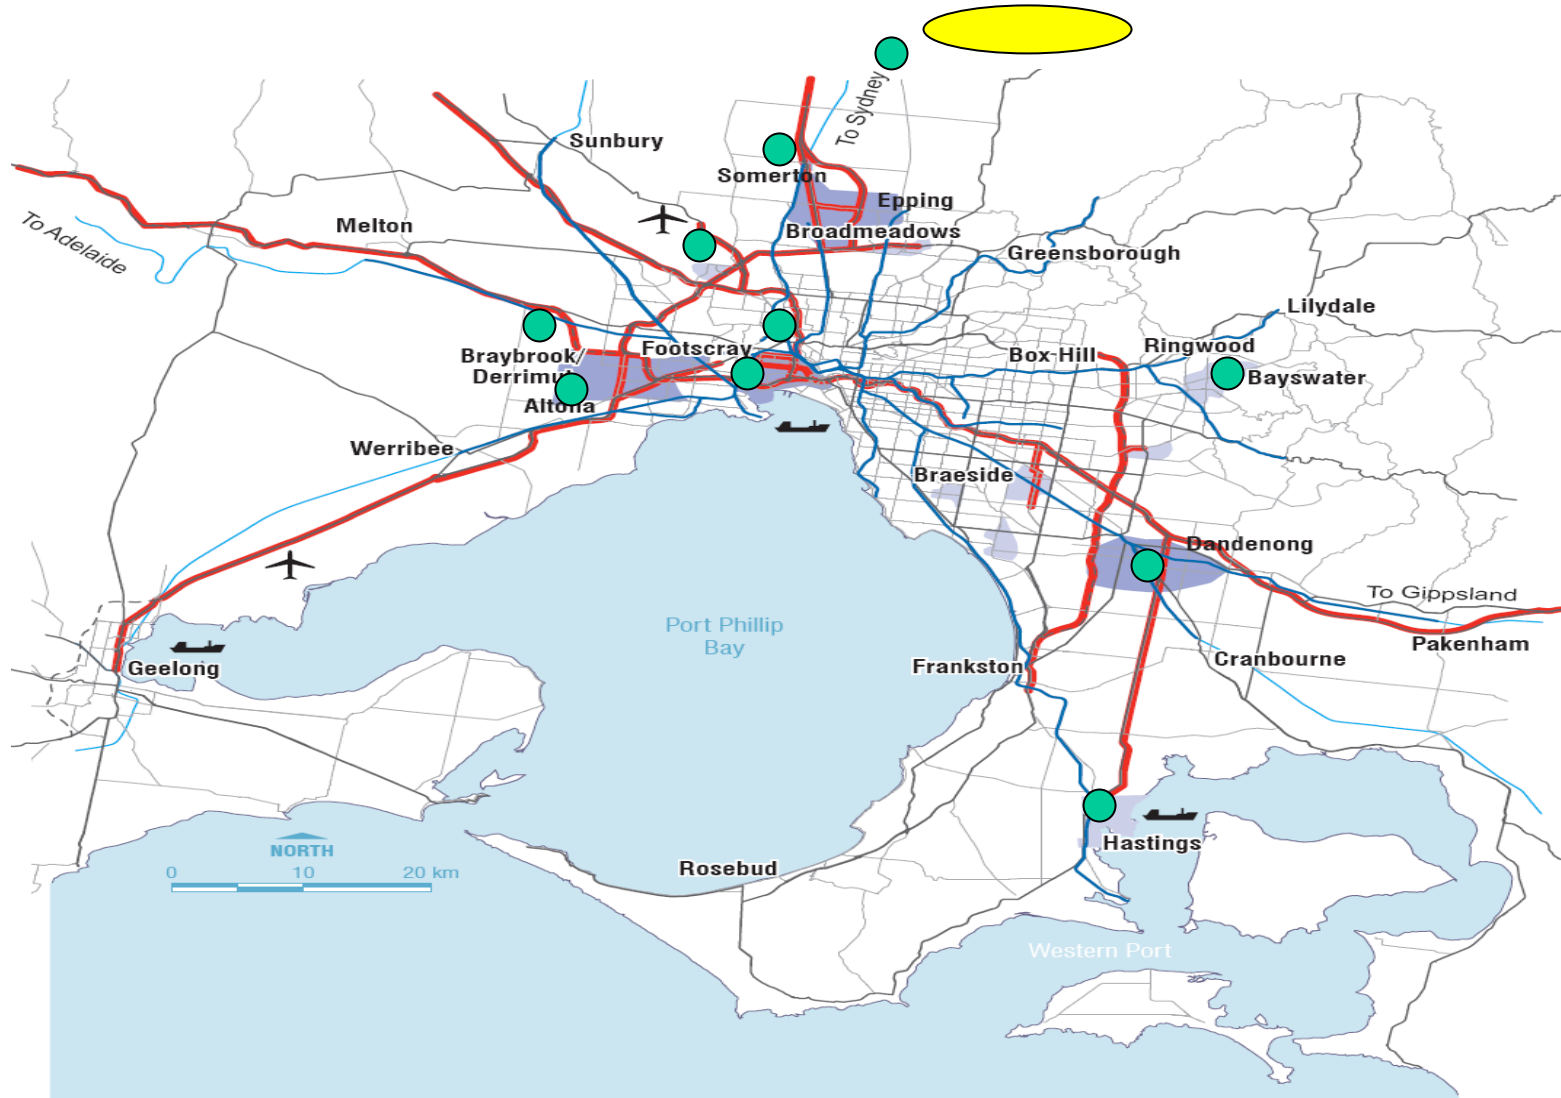 To Sydney
Sunbury
Somerton
Epping
To Adelaide
Melton
Broadmeadows
Greensborough
Lilydale
Ringwood
Footscray
Box Hill
Braybrook/
Derrimut
Bayswater
Altona
Werribee
Braeside
Dandenong
To Gippsland
Port Phillip
Bay
Pakenham
Cranbourne
Frankston
Geelong
Hastings
NORTH
0 10 20 km
Rosebud
Western Port